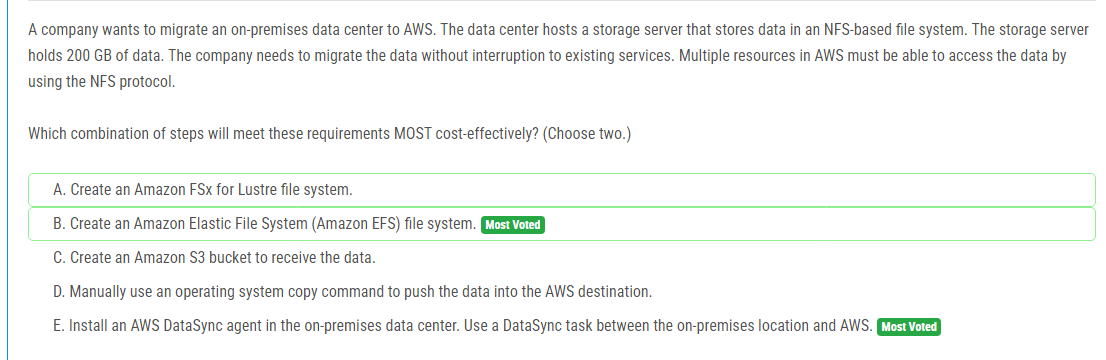 A company wants to migrate an on-premises data center to AWS. The data center hosts a storage server that stores data in an NFS-based file system. The storage server
holds 200 GB of data. The company needs to migrate the data without interruption to existing services. Multiple resources in AWS must be able to access the data by
using the NFS protocol.
Which combination of steps will meet these requirements MOST cost-effectively? (Choose two.)
A. Create an Amazon FSx for Lustre file system.
B. Create an Amazon Elastic File System (Amazon EFS) file system. Most Voted
C. Create an Amazon S3 bucket to receive the data.
D. Manually use an operating system copy command to push the data into the AWS destination.
E. Install an AWS DataSync agent in the on-premises data center. Use a DataSync task between the on-premises location and AWS. Most Voted